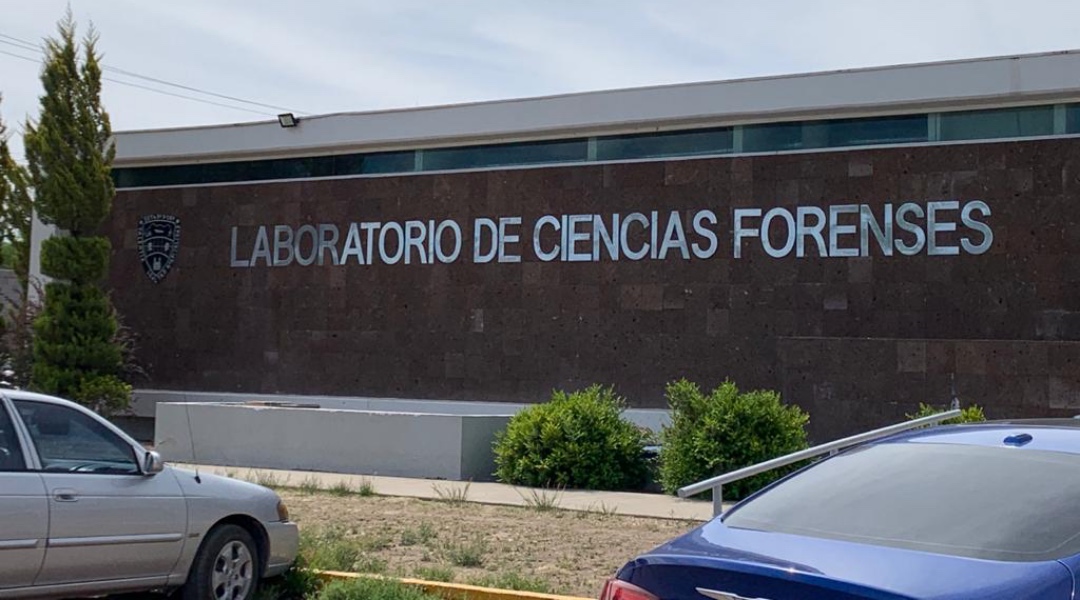 LABORATORIO DE CIENCIAS FORENSES